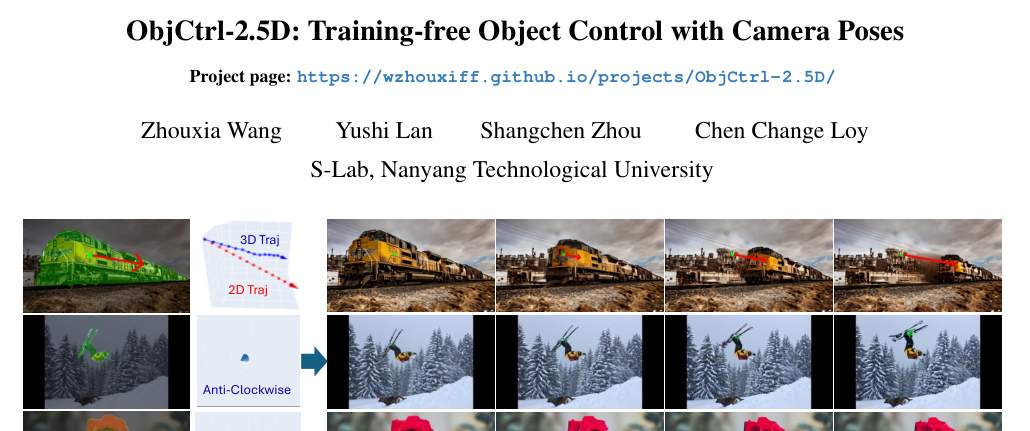 ObjCtrl-2.5D: Training-free Object Control with Camera Poses
Project page: https://wzhouxiff.github.io/projects/ObjCtrl-2.5D/
Zhouxia Wang Yushi Lan Shangchen Zhou Chen Change Loy
S-Lab, Nanyang Technological University
3D Traj
2D Traj
Anti-Clockwise